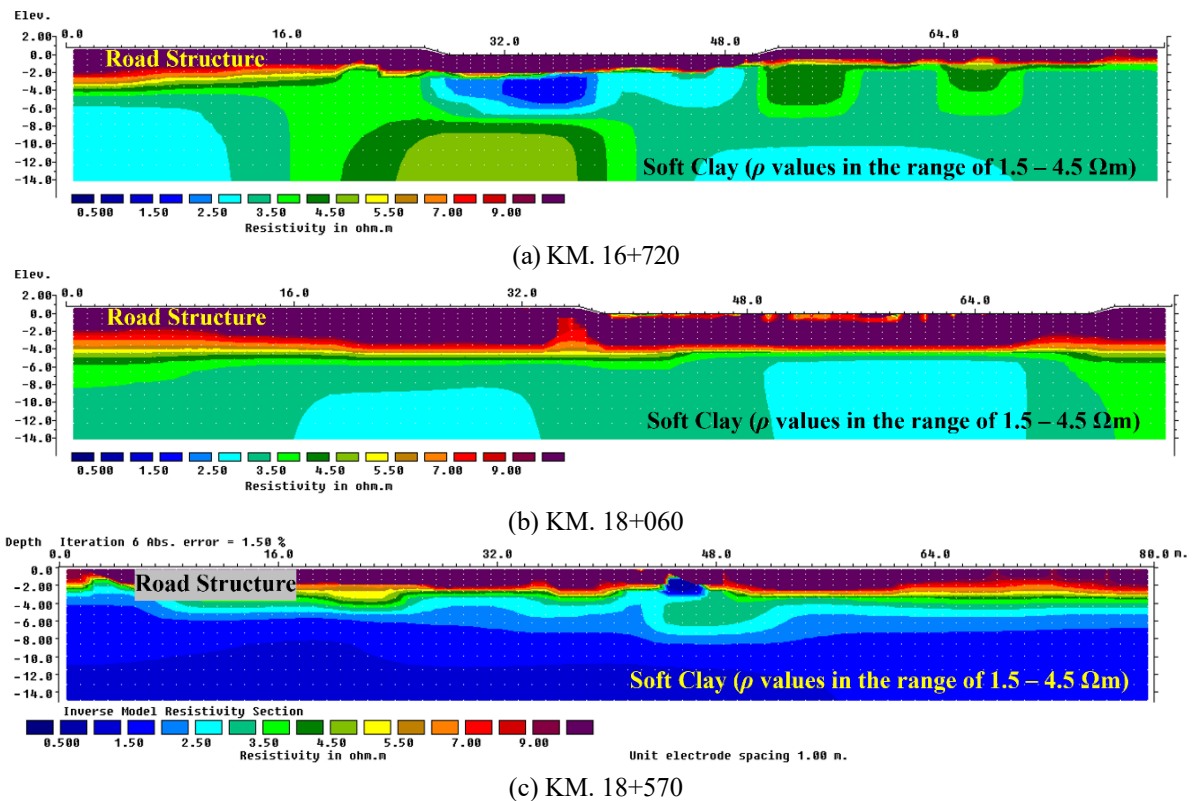 Elev.
2.00 0.0 16.0 32.0 48.0 64.0
0.0
Road Structure
-2.0
-4.0
-6.0
-8.0
-10.0
-12.0
Soft Clay (ρ values in the range of 1.5 – 4.5 Ωm)
-14.0
0.500 1.50 2.50 3.50 4.50 5.50 7.00 9.00
Resistivity in ohm.m
(a) KM. 16+720
Elev.
2.00 0.0 16.0 32.0 48.0 64.0
0.0
Road Structure
-2.0
-4.0
-6.0
-8.0
-10.0
-12.0
Soft Clay (ρ values in the range of 1.5 – 4.5 Ωm)
-14.0
0.500 1.50 2.50 3.50 4.50 5.50 7.00 9.00
Resistivity in ohm.m
(b) KM. 18+060
Depth Iteration 6 Abs. error = 1.50 %
0.0 16.0 32.0 48.0 64.0 80.0 m.
0.0
Road Structure
-2.00
-4.00
-6.00
-8.0
-10.0
-12.0
Soft Clay (ρ values in the range of 1.5 – 4.5 Ωm)
-14.0
Inverse Model Resistivity Section
0.500 1.50 2.50 3.50 4.50 5.50 7.00 9.00
Resistivity in ohm.m Unit electrode spacing 1.00 m.
(c) KM. 18+570